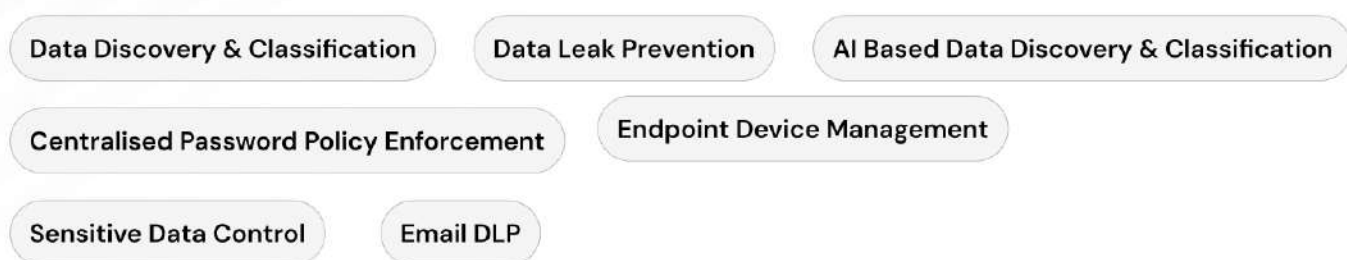 Data Discovery & Classification
Data Leak Prevention
AI Based Data Discovery & Classification
Centralised Password Policy Enforcement
Endpoint Device Management
Sensitive Data Control
Email DLP